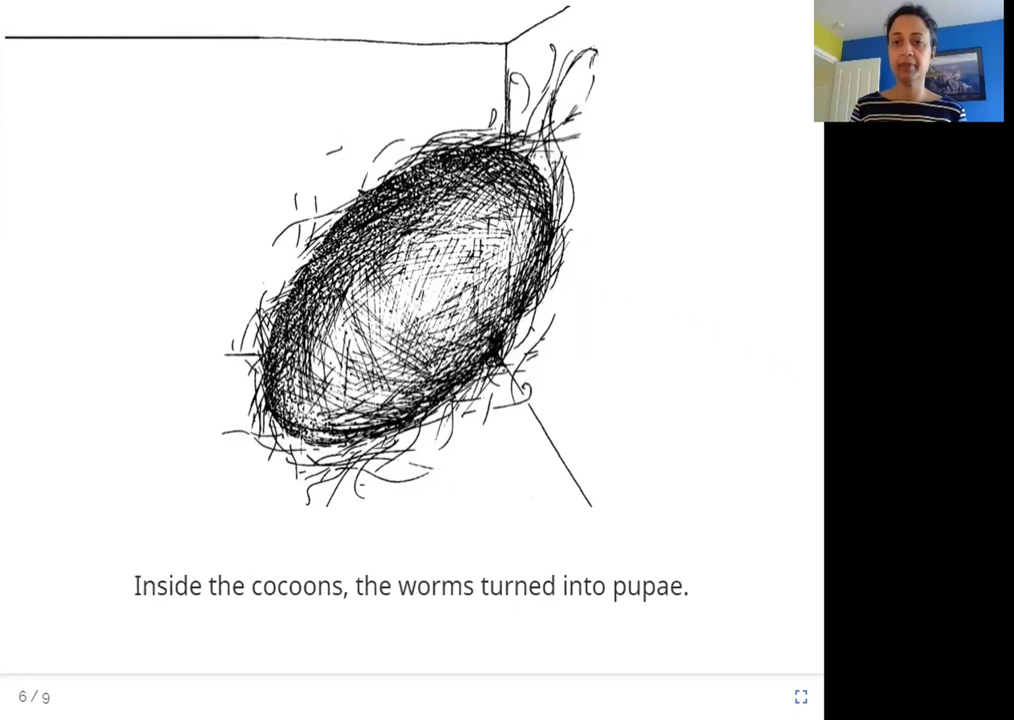 Inside the cocoons, the worms turned into pupae.
6 / 9